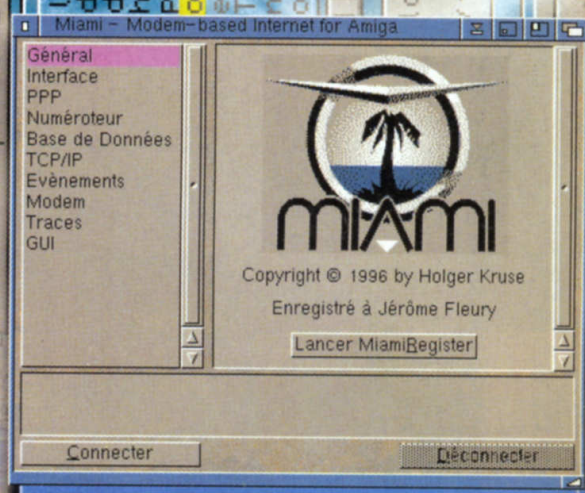 Miami - Modem-based Internet for Amiga
Général
Interface
PPP
Numéroteur
Base de Données
TCP/IP
Evènements
Modem
Traces
GUI
MIAMI
Copyright © 1996 by Holger Kruse
Enregistré à Jérôme Fleury
Lancer MiamiRegister
Connecter
Déconnecter